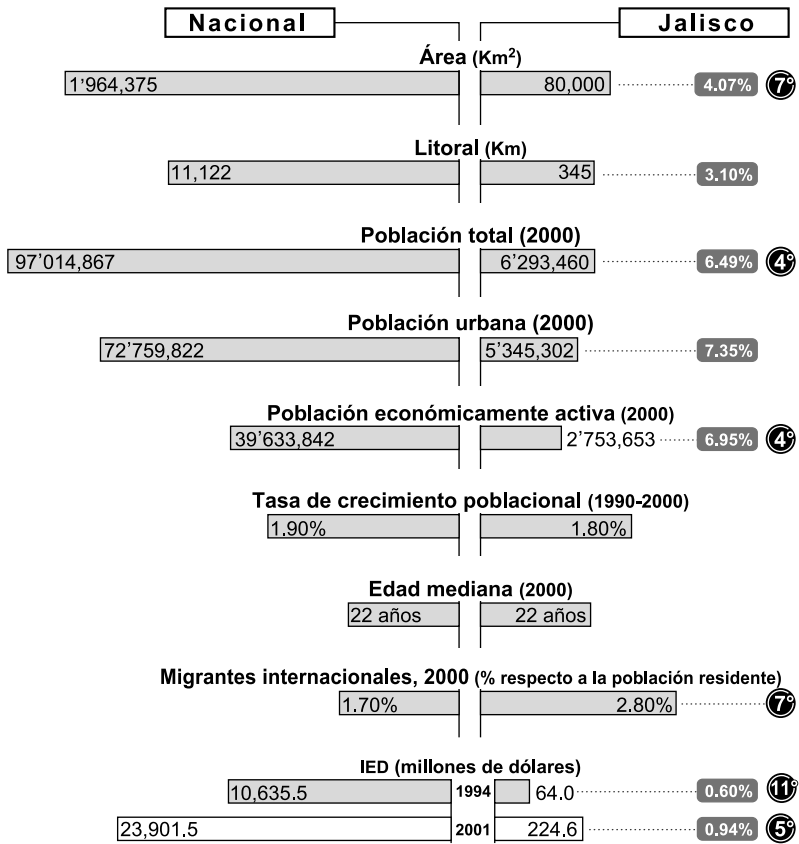 Nacional Jalisco
Área (Km²)
1’964,375 80,000 4.07% 7°
Litoral (Km)
11,122 345 3.10%
Población total (2000)
97’014,867 6’293,460 6.49% 4°
Población urbana (2000)
72’759,822 5’345,302 7.35%
Población económicamente activa (2000)
39’633,842 2’753,653 6.95% 4°
Tasa de crecimiento poblacional (1990-2000)
1.90% 1.80%
Edad mediana (2000)
22 años 22 años
Migrantes internacionales, 2000 (% respecto a la población residente)
1.70% 2.80% 7°
IED (millones de dólares)
10,635.5 1994 64.0 0.60% 11°
23,901.5 2001 224.6 0.94% 5°